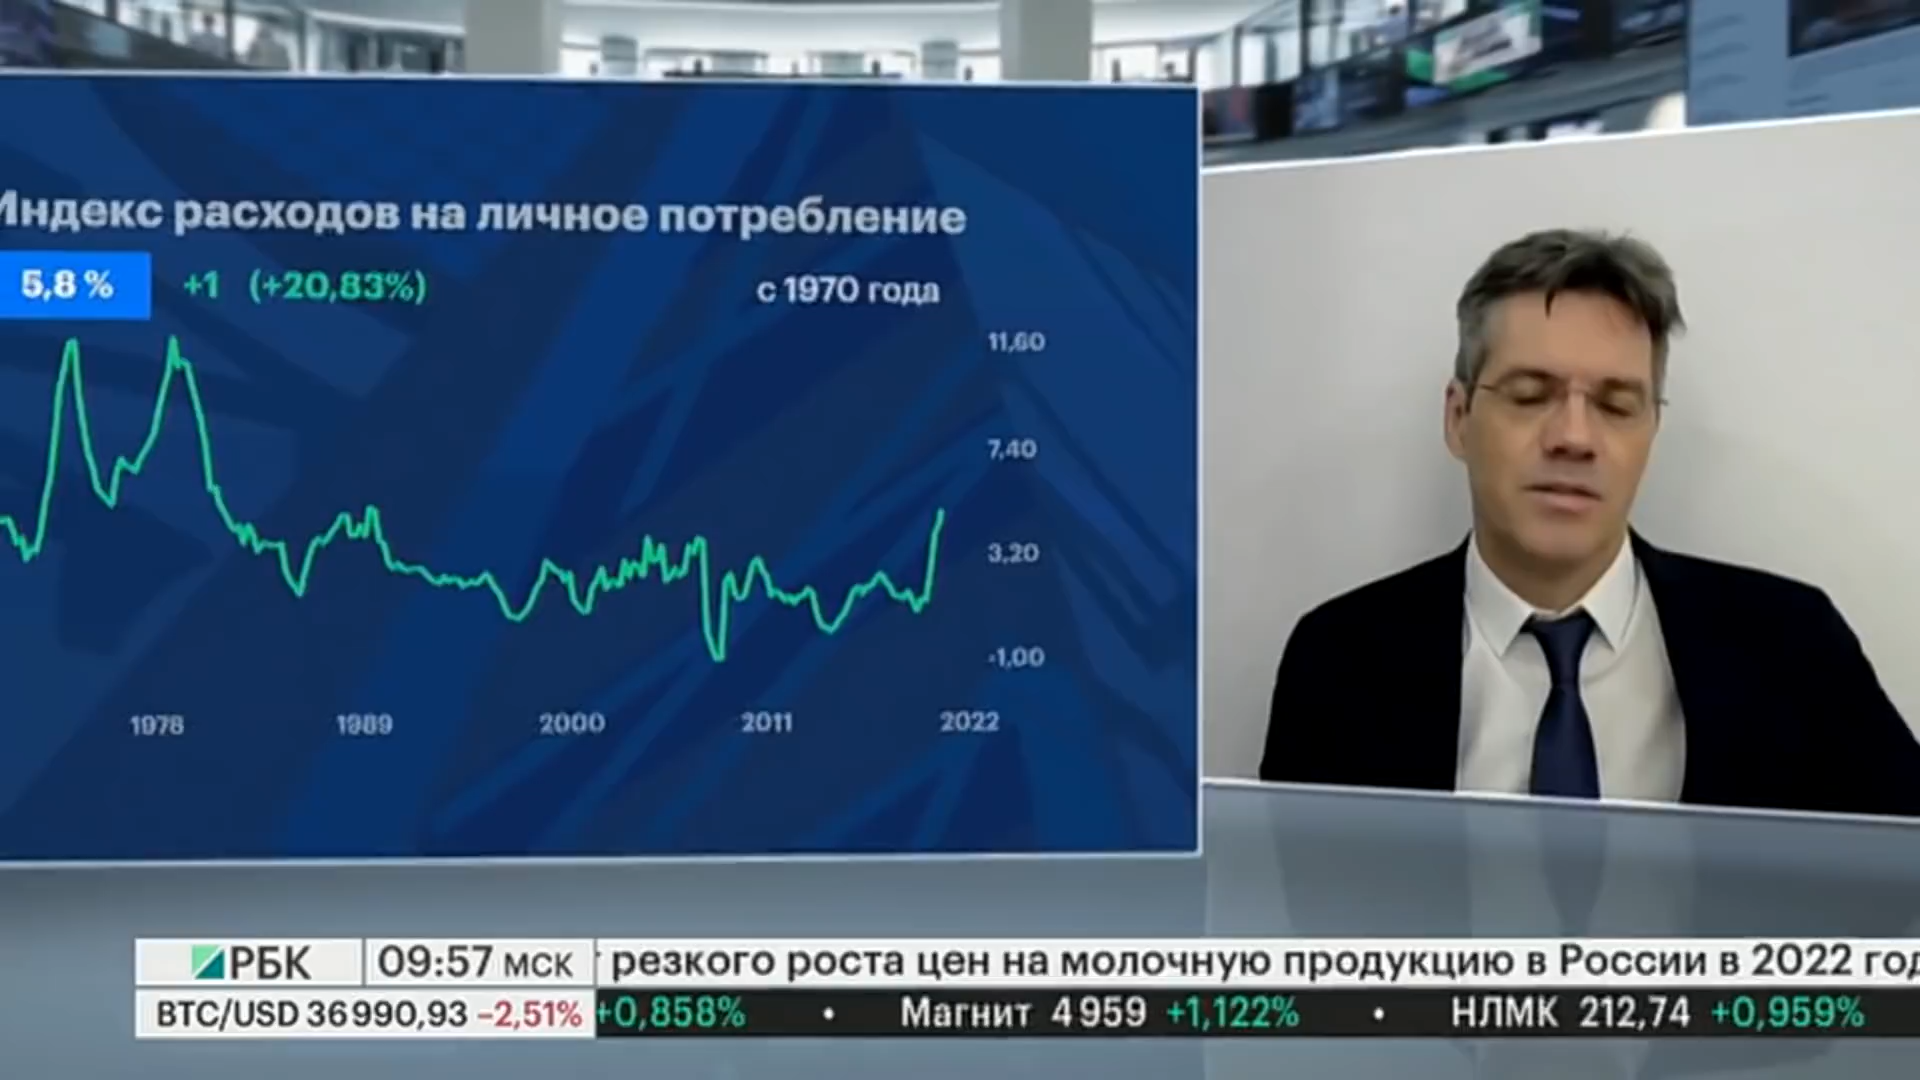 Индекс расходов на личное потребление
5,8 % +1 (+20,83%) с 1970 года
11,60
7,40
3,20
-1,00
1978 1989 2000 2011 2022
РБК 09:57 МСК резкого роста цен на молочную продукцию в России в 2022 год
BTC/USD 36990,93 −2,51% +0,858% • Магнит 4959 +1,122% • НЛМК 212,74 +0,959%